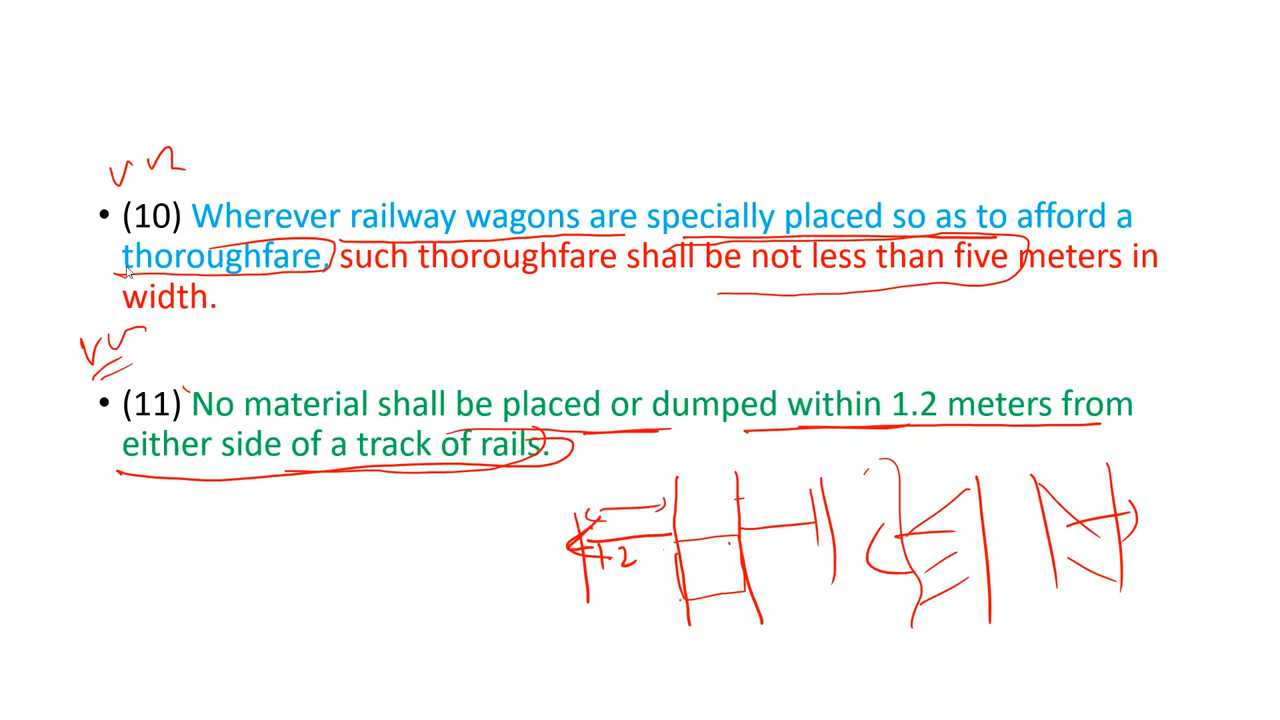 • (10) Wherever railway wagons are specially placed so as to afford a
thoroughfare, such thoroughfare shall be not less than five meters in
width.
• (11) No material shall be placed or dumped within 1.2 meters from
either side of a track of rails.
1.2